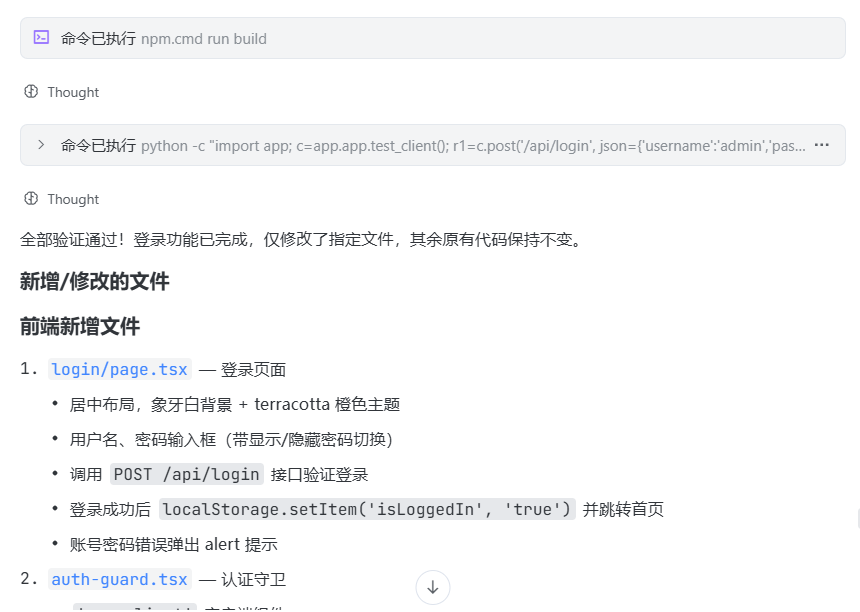 命令已执行 npm.cmd run build
Thought
命令已执行 python -c "import app; c=app.app.test_client(); r1=c.post('/api/login', json={'username':'admin','pas...
Thought
全部验证通过！登录功能已完成，仅修改了指定文件，其余原有代码保持不变。
新增/修改的文件
前端新增文件
1. login/page.tsx — 登录页面
• 居中布局，象牙白背景 + terracotta 橙色主题
• 用户名、密码输入框（带显示/隐藏密码切换）
• 调用 POST /api/login 接口验证登录
• 登录成功后 localStorage.setItem('isLoggedIn', 'true') 并跳转首页
• 账号密码错误弹出 alert 提示
2. auth-guard.tsx — 认证守卫